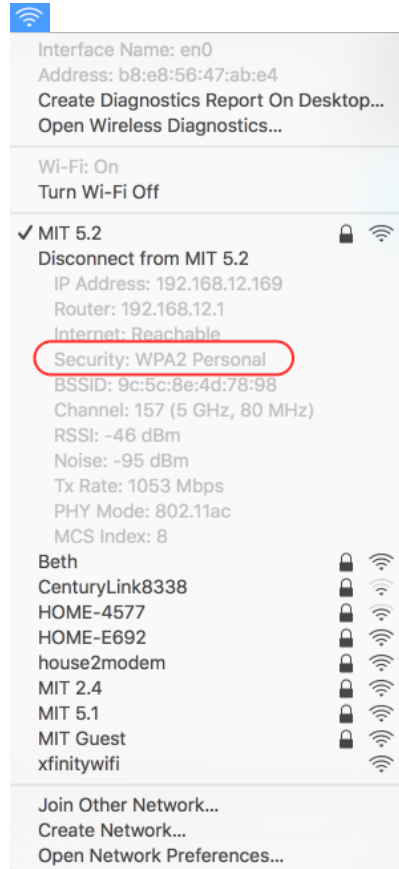 Interface Name: en0
Address: b8:e8:56:47:ab:e4
Create Diagnostics Report On Desktop...
Open Wireless Diagnostics...
Wi-Fi: On
Turn Wi-Fi Off
✓ MIT 5.2
Disconnect from MIT 5.2
IP Address: 192.168.12.169
Router: 192.168.12.1
Internet: Reachable
Security: WPA2 Personal
BSSID: 9c:5c:8e:4d:78:98
Channel: 157 (5 GHz, 80 MHz)
RSSI: -46 dBm
Noise: -95 dBm
Tx Rate: 1053 Mbps
PHY Mode: 802.11ac
MCS Index: 8
Beth
CenturyLink8338
HOME-4577
HOME-E692
house2modem
MIT 2.4
MIT 5.1
MIT Guest
xfinitywifi
Join Other Network...
Create Network...
Open Network Preferences...